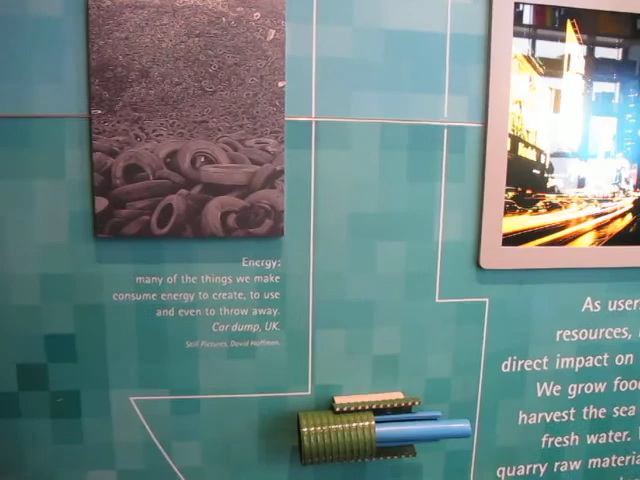 Energy:
many of the things we make
consume energy to create, to use
and even to throw away.
Car dump, UK.
Still Pictures, David Hoffman.
As user
resources,
direct impact on
We grow food
harvest the sea
fresh water.
quarry raw materia